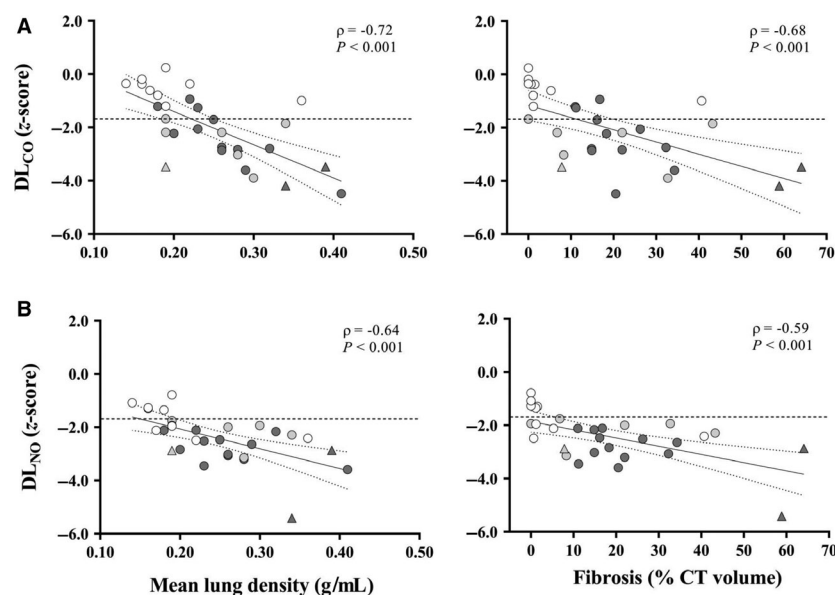 A
ρ = -0.72
P < 0.001
ρ = -0.68
P < 0.001
DLCO (z-score)
0.0
–2.0
–4.0
–6.0
0.10 0.20 0.30 0.40 0.50
2.0
0.0
–2.0
–4.0
–6.0
0 10 20 30 40 50 60 70
B
ρ = -0.64
P < 0.001
ρ = -0.59
P < 0.001
DLNO (z-score)
2.0
0.0
–2.0
–4.0
–6.0
0.10 0.20 0.30 0.40 0.50
Mean lung density (g/mL)
2.0
0.0
–2.0
–4.0
–6.0
0 10 20 30 40 50 60 70
Fibrosis (% CT volume)